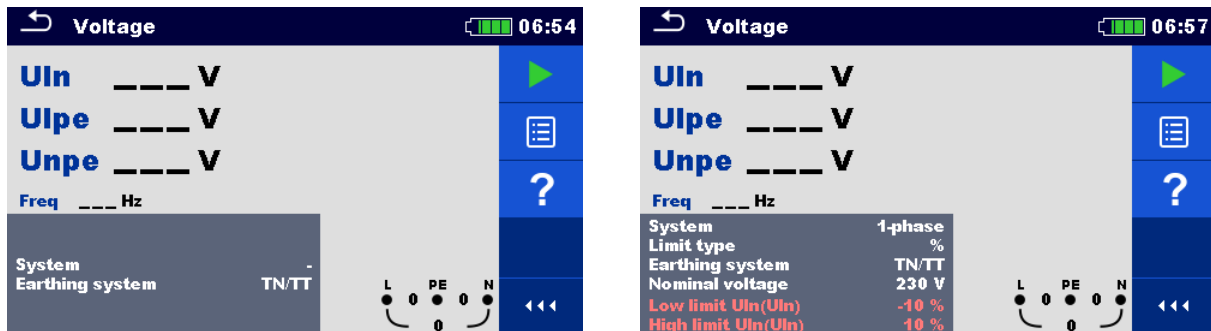 Voltage 06:54
Uln ___ V
Ulpe ___ V
Unpe ___ V
Freq ___ Hz
?
System -
Earthing system TN/TT
L PE N
0 0
0
Voltage 06:57
Uln ___ V
Ulpe ___ V
Unpe ___ V
Freq ___ Hz
?
System 1-phase
Limit type %
Earthing system TN/TT
Nominal voltage 230 V
Low limit Uln(Uln) -10 %
High limit Uln(Uln) 10 %
L PE N
0 0
0